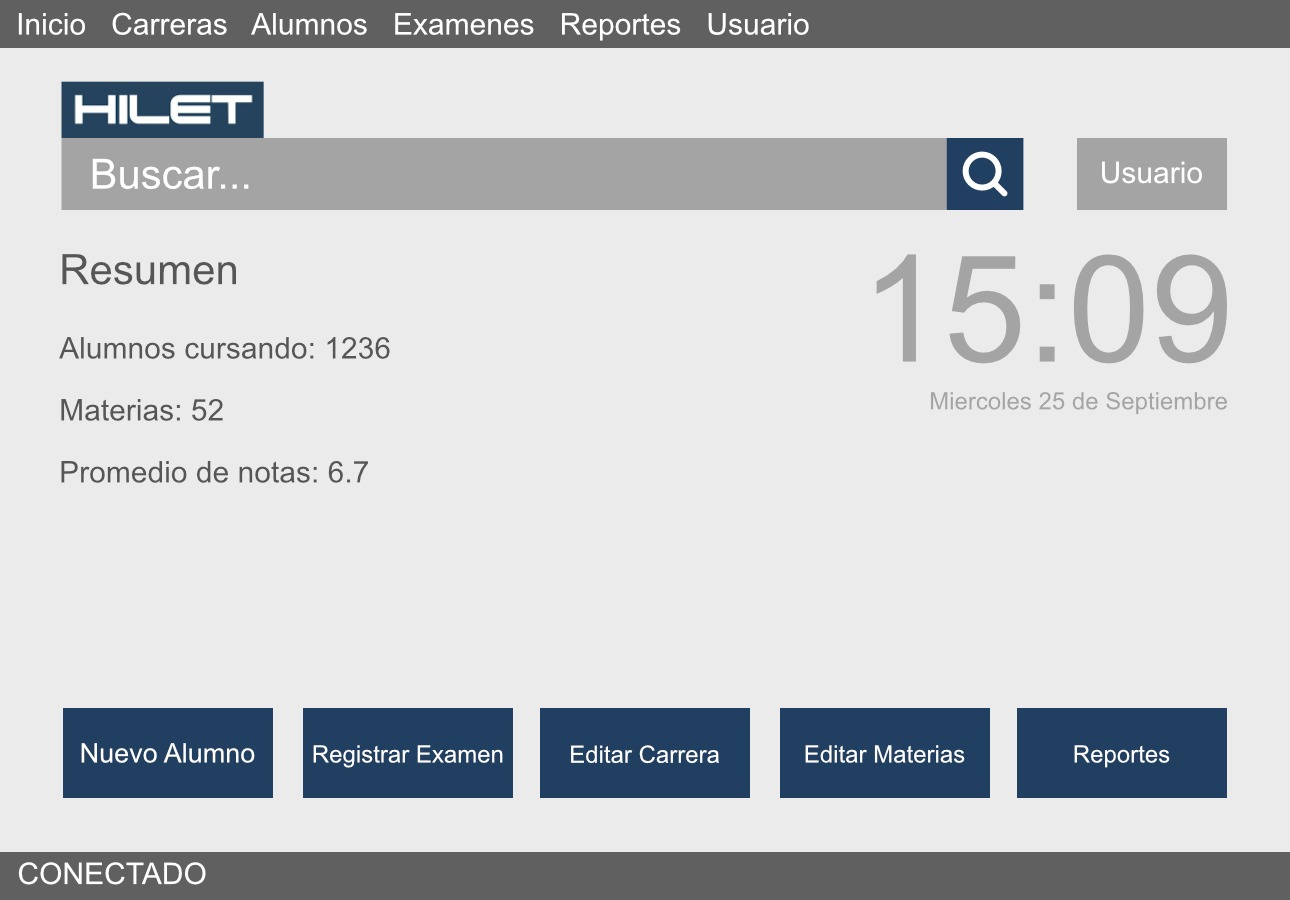 Inicio Carreras Alumnos Examenes Reportes Usuario
HILET
Buscar...
Usuario
Resumen
15:09
Miercoles 25 de Septiembre
Alumnos cursando: 1236
Materias: 52
Promedio de notas: 6.7
Nuevo Alumno
Registrar Examen
Editar Carrera
Editar Materias
Reportes
CONECTADO